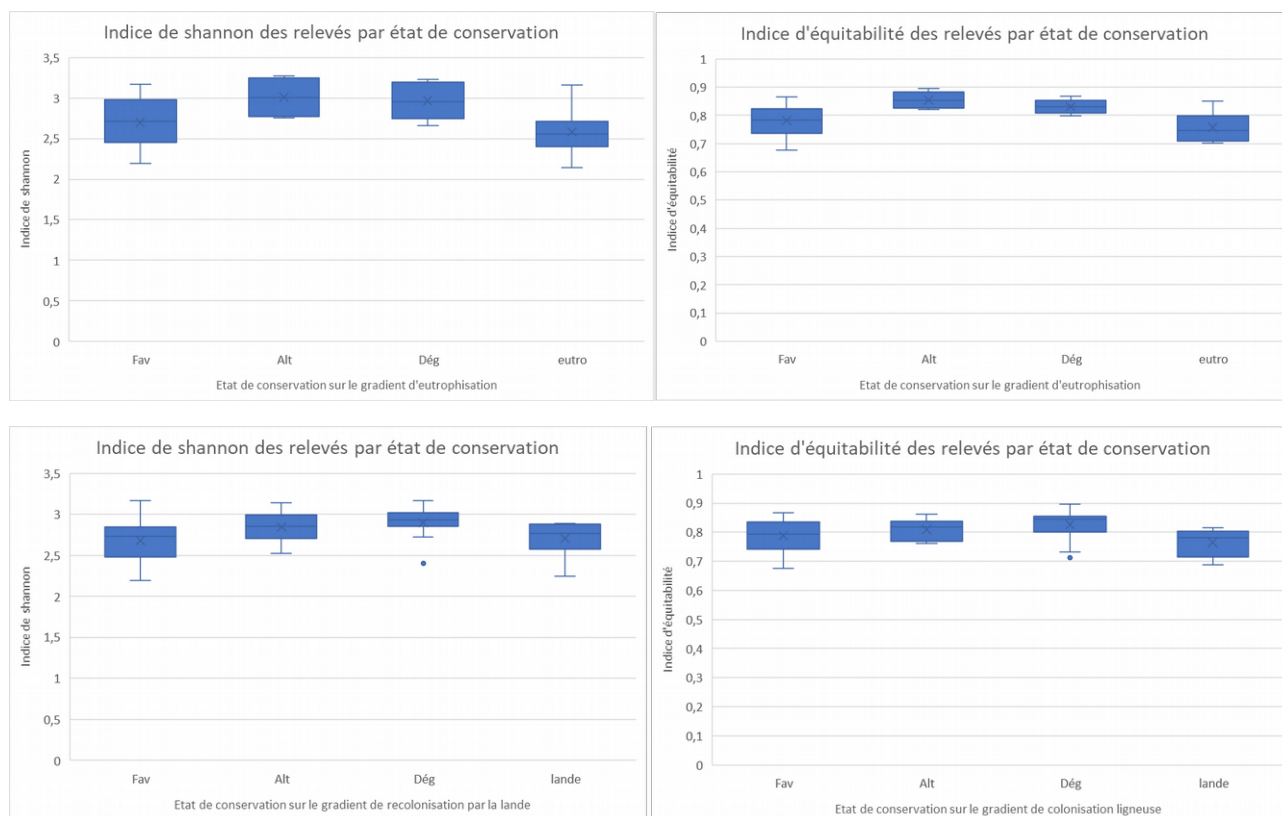 Indice de shannon des relevés par état de conservation
3,5
3
2,5
2
1,5
1
0,5
0
Indice de shannon
Fav Alt Dég eutro
Etat de conservation sur le gradient d'eutrophisation
Indice d'équitabilité des relevés par état de conservation
1
0,9
0,8
0,7
0,6
0,5
0,4
0,3
0,2
0,1
0
Indice d'équitabilité
Fav Alt Dég eutro
Etat de conservation sur le gradient d'eutrophisation
Indice de shannon des relevés par état de conservation
3,5
3
2,5
2
1,5
1
0,5
0
Indice de shannon
Fav Alt Dég lande
Etat de conservation sur le gradient de recolonisation par la lande
Indice d'équitabilité des relevés par état de conservation
1
0,9
0,8
0,7
0,6
0,5
0,4
0,3
0,2
0,1
0
Indice d'équitabilité
Fav Alt Dég lande
Etat de conservation sur le gradient de colonisation ligneuse